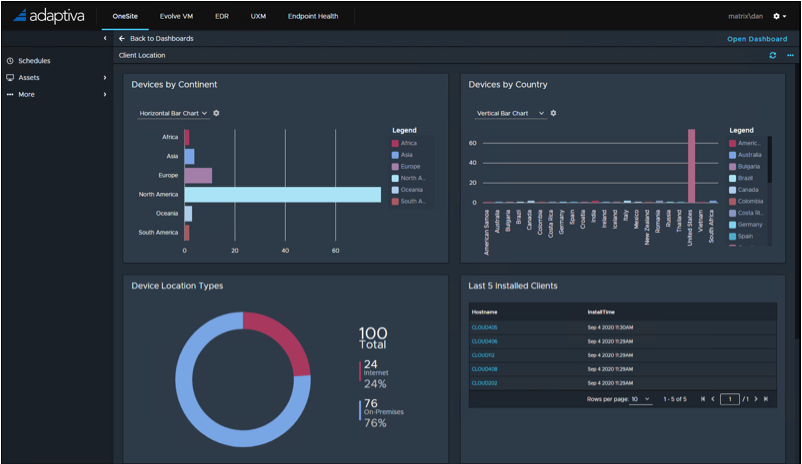 adaptiva
OneSite
Evolve VM
EDR
UXM
Endpoint Health
matrix\dan
Back to Dashboards
Open Dashboard
Schedules
Assets
More
Client Location
Devices by Continent
Horizontal Bar Chart
Africa
Asia
Europe
North America
Oceania
South America
0
20
40
60
Legend
Africa
Asia
Europe
North A...
Oceania
South A...
Devices by Country
Vertical Bar Chart
60
40
20
0
American Samoa
Australia
Bulgaria
Brazil
Canada
Colombia
Costa Rica
Germany
Spain
Croatia
India
Ireland
Iceland
Italy
Mexico
New Zealand
Romania
Russia
Thailand
United States
Vietnam
South Africa
Legend
Americ...
Australia
Bulgaria
Brazil
Canada
Colombia
Costa Ri...
Germany
Spain
Device Location Types
100
Total
24
Internet
24%
76
On-Premises
76%
Last 5 Installed Clients
Hostname InstallTime
CLOUD405 Sep 4 2020 11:30AM
CLOUD436 Sep 4 2020 11:29AM
CLOUD112 Sep 4 2020 11:29AM
CLOUD408 Sep 4 2020 11:29AM
CLOUD202 Sep 4 2020 11:29AM
Rows per page: 10 1 - 5 of 5 1 / 1